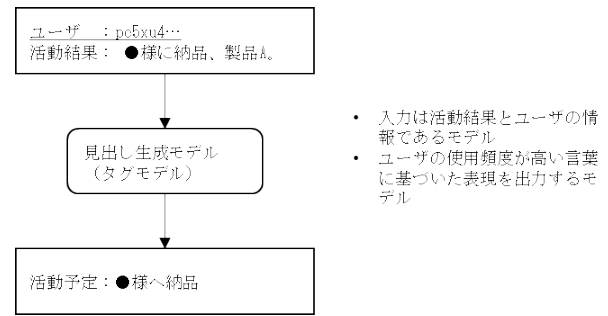 ユーザ　：pc5xu4…
活動結果：　●様に納品、製品A。
見出し生成モデル
（タグモデル）
活動予定：●様へ納品
• 入力は活動結果とユーザの情
報であるモデル
• ユーザの使用頻度が高い言葉
に基づいた表現を出力するモ
デル